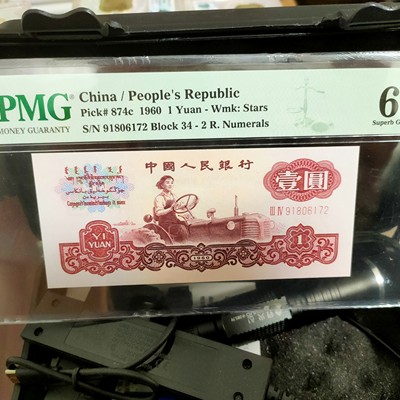 PMG
MONEY GUARANTY
China / People's Republic
Pick# 874c 1960 1 Yuan - Wmk: Stars
S/N 91806172 Block 34 - 2 R. Numerals
6
Superb G
中國人民銀行
壹圓
III IV 91806172
YI
YUAN
1
1960